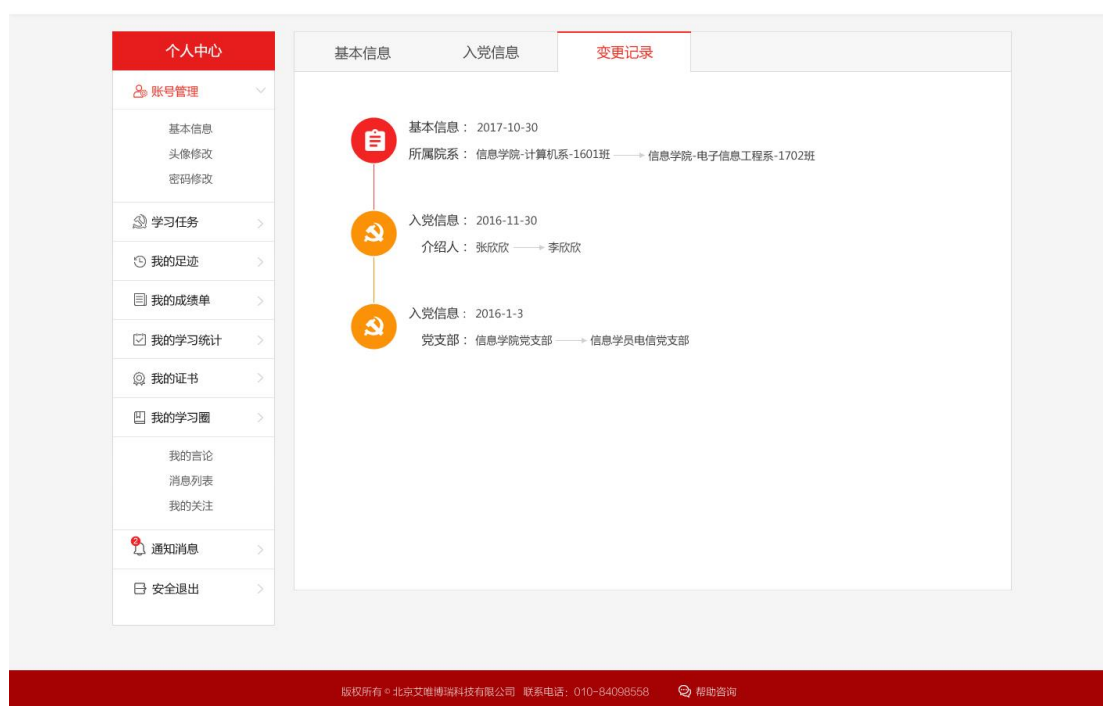 个人中心
账号管理
基本信息
头像修改
密码修改
学习任务
我的足迹
我的成绩单
我的学习统计
我的证书
我的学习圈
我的言论
消息列表
我的关注
2
通知消息
安全退出
基本信息 入党信息 变更记录
基本信息： 2017-10-30
所属院系： 信息学院-计算机系-1601班 → 信息学院-电子信息工程系-1702班
入党信息： 2016-11-30
介绍人： 张欣欣 → 李欣欣
入党信息： 2016-1-3
党支部： 信息学院党支部 → 信息学员电信党支部
版权所有©北京艾唯博瑞科技有限公司 联系电话：010-84098558 帮助咨询